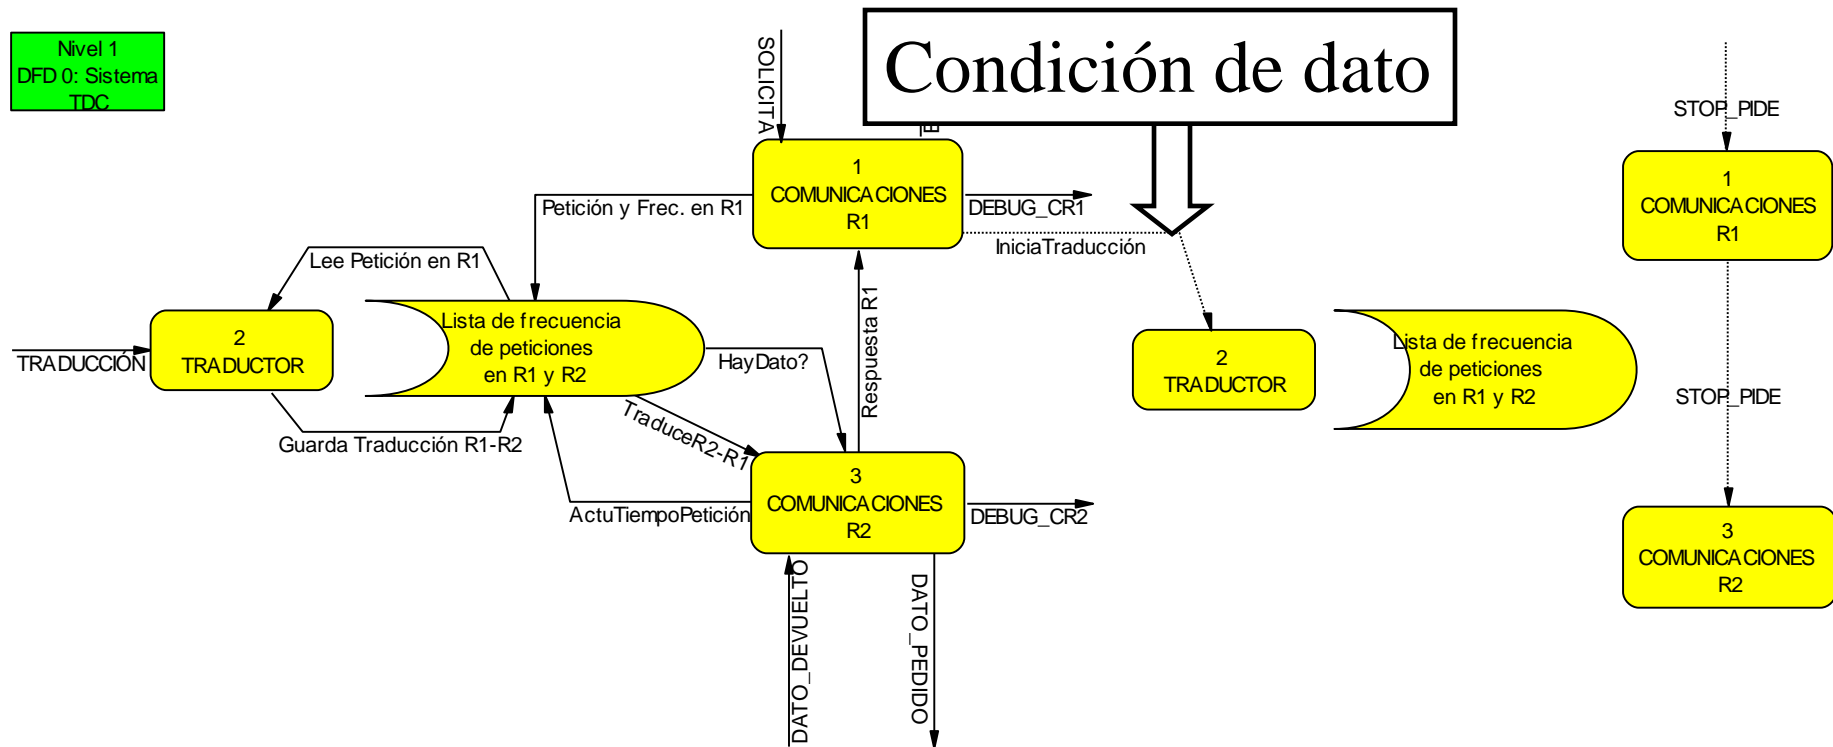 Nivel 1
DFD 0: Sistema
TDC
SOLICITA
Condición de dato
STOP_PIDE
1
COMUNICACIONES
R1
Petición y Frec. en R1
DEBUG_CR1
IniciaTraducción
1
COMUNICACIONES
R1
Lee Petición en R1
Respuesta R1
2
TRADUCTOR
TRADUCCIÓN
Lista de frecuencia
de peticiones
en R1 y R2
HayDato?
2
TRADUCTOR
Lista de frecuencia
de peticiones
en R1 y R2
STOP_PIDE
Guarda Traducción R1-R2
TraduceR2-R1
3
COMUNICACIONES
R2
ActuTiempoPetición
DEBUG_CR2
3
COMUNICACIONES
R2
DATO_DEVUELTO
DATO_PEDIDO